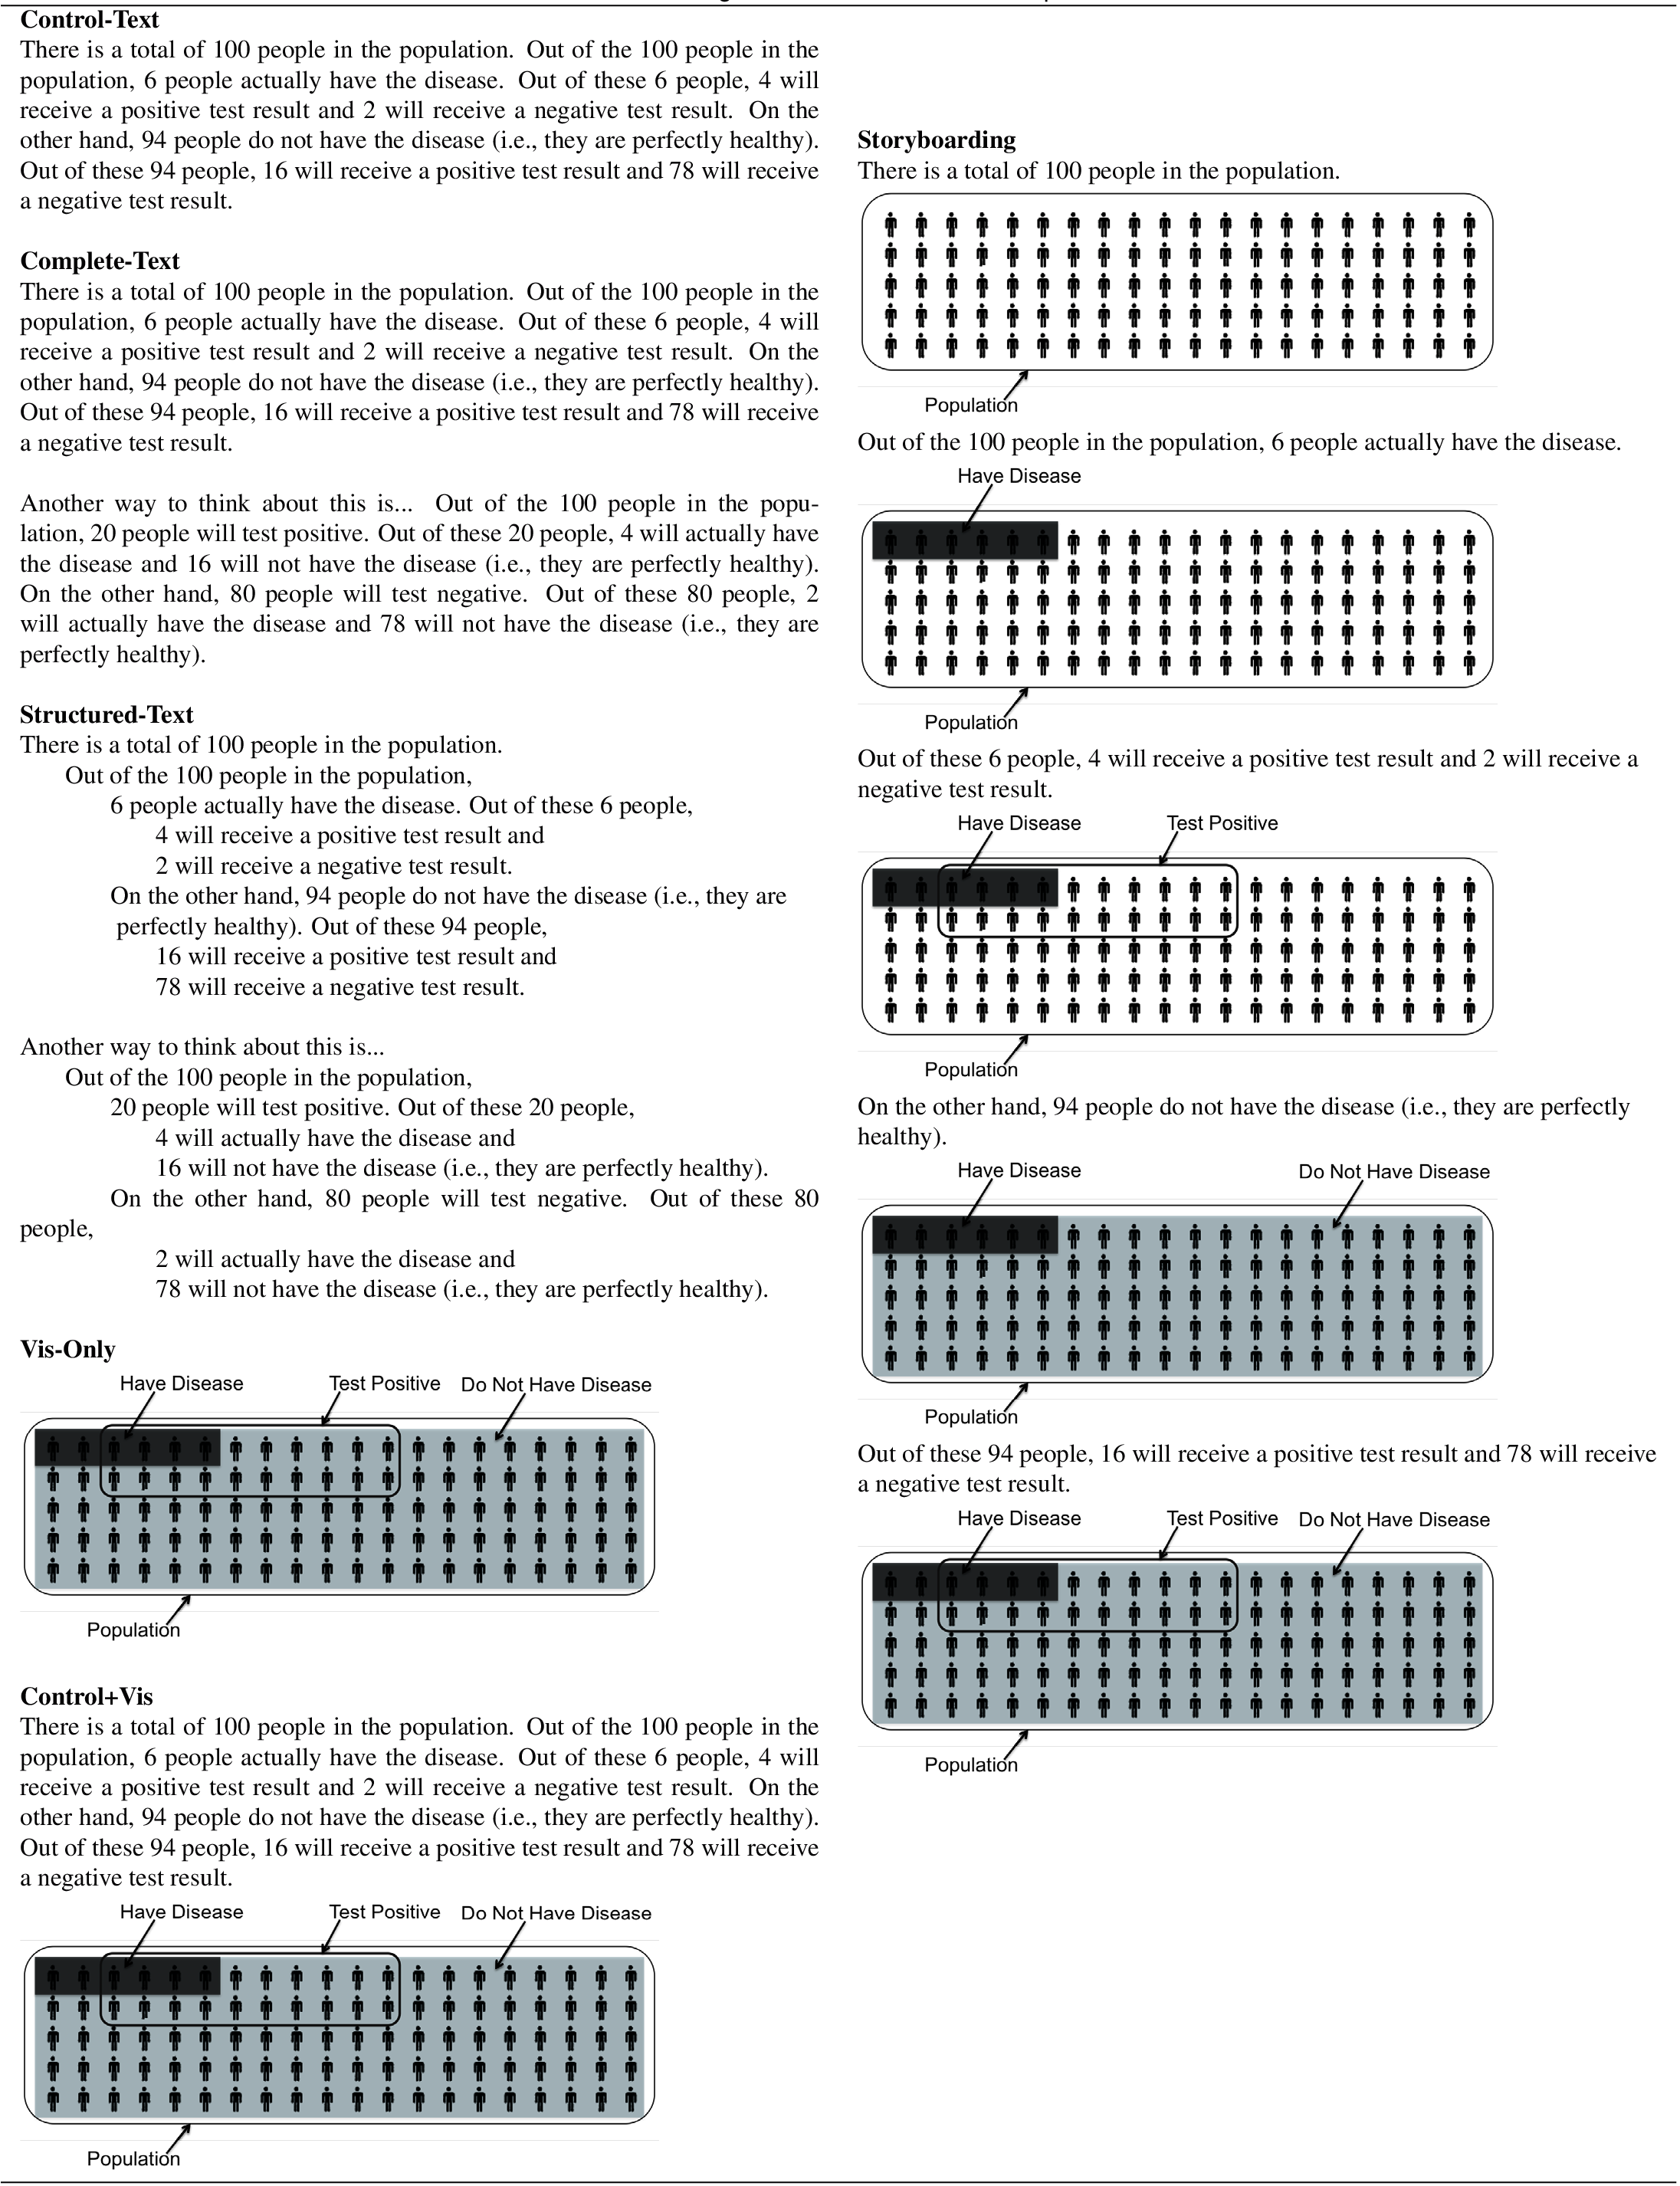 Control-Text
There is a total of 100 people in the population. Out of the 100 people in the
population, 6 people actually have the disease. Out of these 6 people, 4 will
receive a positive test result and 2 will receive a negative test result. On the
other hand, 94 people do not have the disease (i.e., they are perfectly healthy).
Out of these 94 people, 16 will receive a positive test result and 78 will receive
a negative test result.
Complete-Text
There is a total of 100 people in the population. Out of the 100 people in the
population, 6 people actually have the disease. Out of these 6 people, 4 will
receive a positive test result and 2 will receive a negative test result. On the
other hand, 94 people do not have the disease (i.e., they are perfectly healthy).
Out of these 94 people, 16 will receive a positive test result and 78 will receive
a negative test result.
Another way to think about this is... Out of the 100 people in the popu-
lation, 20 people will test positive. Out of these 20 people, 4 will actually have
the disease and 16 will not have the disease (i.e., they are perfectly healthy).
On the other hand, 80 people will test negative. Out of these 80 people, 2
will actually have the disease and 78 will not have the disease (i.e., they are
perfectly healthy).
Structured-Text
There is a total of 100 people in the population.
Out of the 100 people in the population,
6 people actually have the disease. Out of these 6 people,
4 will receive a positive test result and
2 will receive a negative test result.
On the other hand, 94 people do not have the disease (i.e., they are
perfectly healthy). Out of these 94 people,
16 will receive a positive test result and
78 will receive a negative test result.
Another way to think about this is...
Out of the 100 people in the population,
20 people will test positive. Out of these 20 people,
4 will actually have the disease and
16 will not have the disease (i.e., they are perfectly healthy).
On the other hand, 80 people will test negative. Out of these 80
people,
2 will actually have the disease and
78 will not have the disease (i.e., they are perfectly healthy).
Vis-Only
Have Disease Test Positive Do Not Have Disease
Population
Control+Vis
There is a total of 100 people in the population. Out of the 100 people in the
population, 6 people actually have the disease. Out of these 6 people, 4 will
receive a positive test result and 2 will receive a negative test result. On the
other hand, 94 people do not have the disease (i.e., they are perfectly healthy).
Out of these 94 people, 16 will receive a positive test result and 78 will receive
a negative test result.
Have Disease Test Positive Do Not Have Disease
Population
Storyboarding
There is a total of 100 people in the population.
Population
Out of the 100 people in the population, 6 people actually have the disease.
Have Disease
Population
Out of these 6 people, 4 will receive a positive test result and 2 will receive a
negative test result.
Have Disease Test Positive
Population
On the other hand, 94 people do not have the disease (i.e., they are perfectly
healthy).
Have Disease Do Not Have Disease
Population
Out of these 94 people, 16 will receive a positive test result and 78 will receive
a negative test result.
Have Disease Test Positive Do Not Have Disease
Population